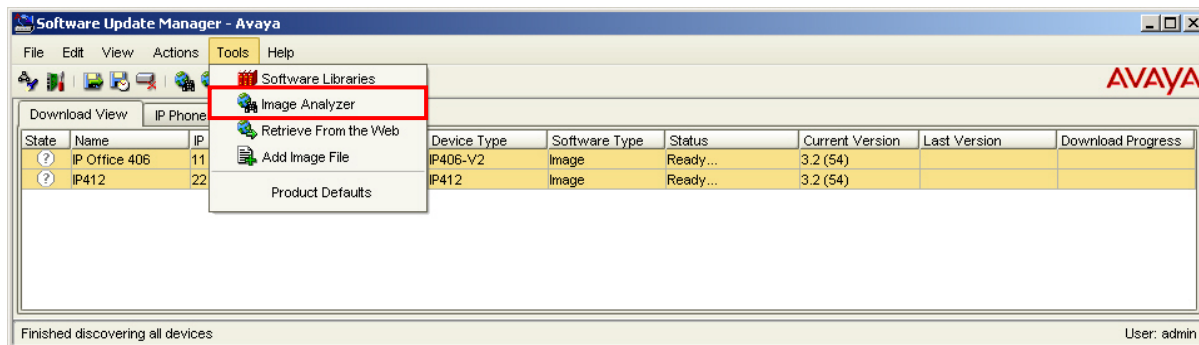 Software Update Manager - Avaya
File Edit View Actions Tools Help
AVAYA
Software Libraries
Image Analyzer
Retrieve From the Web
Add Image File
Product Defaults
Download View IP Phone
State Name IP Device Type Software Type Status Current Version Last Version Download Progress
IP Office 406 11 IP406-V2 Image Ready... 3.2 (54)
IP412 22 IP412 Image Ready... 3.2 (54)
Finished discovering all devices User: admin